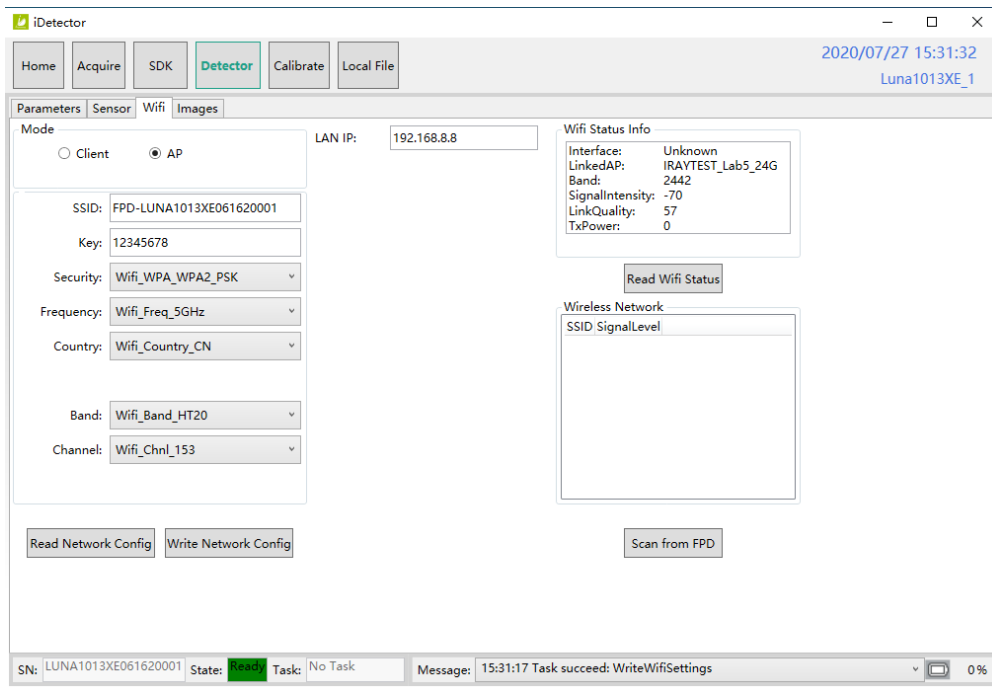 iDetector
Home Acquire SDK Detector Calibrate Local File
2020/07/27 15:31:32
Luna1013XE_1
Parameters Sensor Wifi Images
Mode
Client AP
LAN IP: 192.168.8.8
Wifi Status Info
Interface: Unknown
LinkedAP: IRAYTEST_Lab5_24G
Band: 2442
SignalIntensity: -70
LinkQuality: 57
TxPower: 0
SSID: FPD-LUNA1013XE061620001
Key: 12345678
Security: Wifi_WPA_WPA2_PSK
Frequency: Wifi_Freq_5GHz
Country: Wifi_Country_CN
Band: Wifi_Band_HT20
Channel: Wifi_Chnl_153
Read Wifi Status
Wireless Network
SSID SignalLevel
Read Network Config Write Network Config
Scan from FPD
SN: LUNA1013XE061620001 State: Ready Task: No Task Message: 15:31:17 Task succeed: WriteWifiSettings 0%